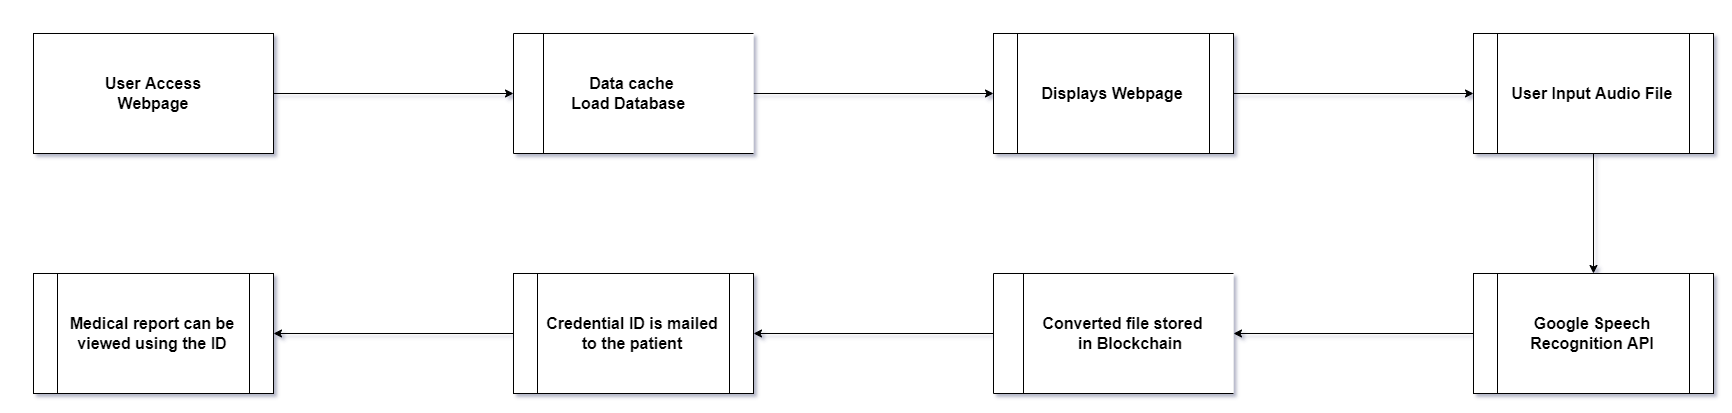 User Access
Webpage
Data cache
Load Database
Displays Webpage
User Input Audio File
Medical report can be
viewed using the ID
Credential ID is mailed
to the patient
Converted file stored
in Blockchain
Google Speech
Recognition API